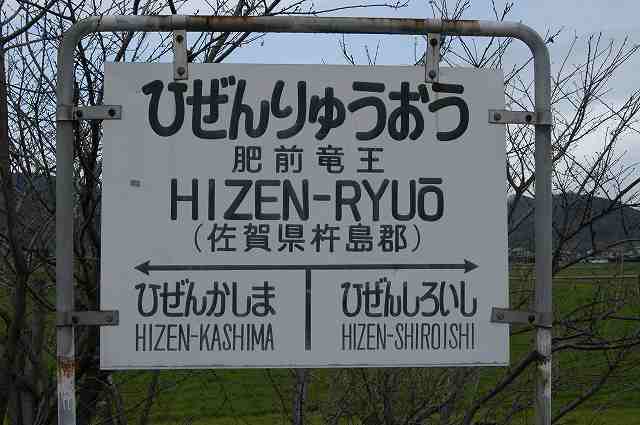 ひぜんりゅうおう
肥前竜王
HIZEN-RYUŌ
(佐賀県杵島郡)
ひぜんかしま ひぜんしろいし
HIZEN-KASHIMA HIZEN-SHIROISHI